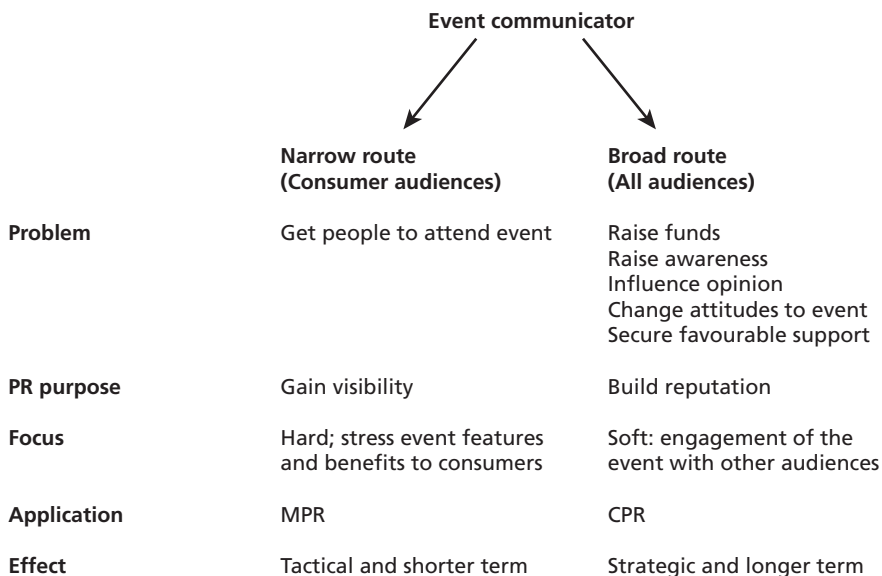 Event communicator
Narrow route
(Consumer audiences)
Broad route
(All audiences)
Problem
Get people to attend event
Raise funds
Raise awareness
Influence opinion
Change attitudes to event
Secure favourable support
PR purpose
Gain visibility
Build reputation
Focus
Hard; stress event features
and benefits to consumers
Soft: engagement of the
event with other audiences
Application
MPR
CPR
Effect
Tactical and shorter term
Strategic and longer term